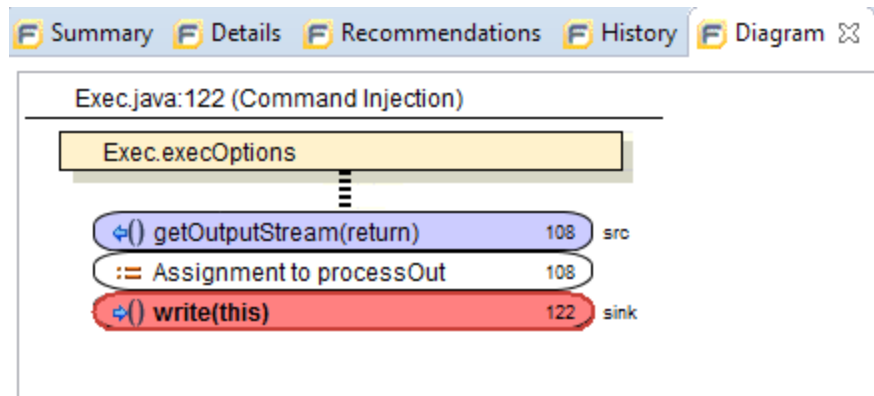 Summary Details Recommendations History Diagram
Exec.java:122 (Command Injection)
Exec.execOptions
getOutputStream(return) 108 src
:= Assignment to processOut 108
() write(this) 122 sink